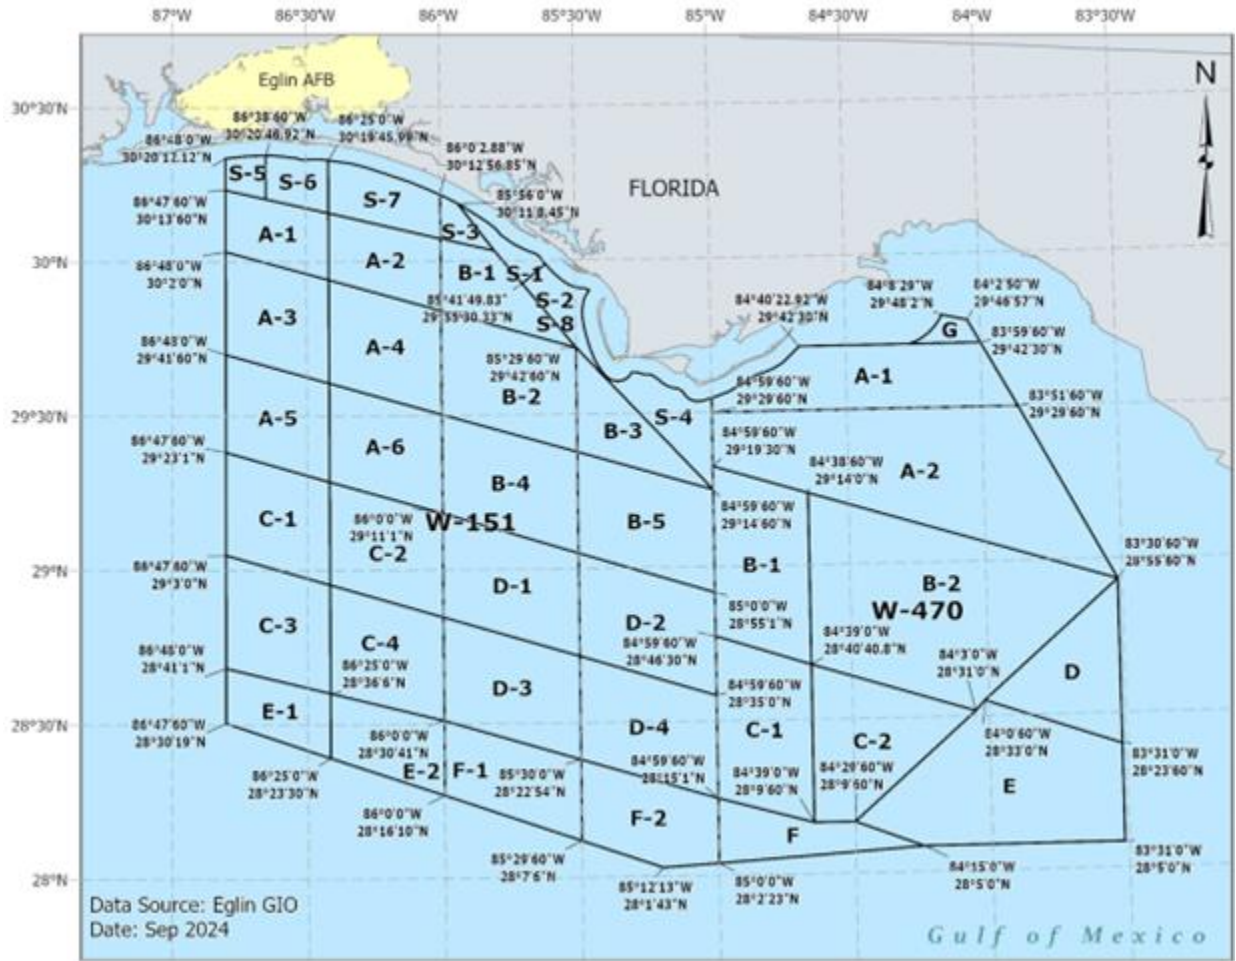 87°0'W
86°30'W
86°0'W
85°30'W
85°0'W
84°30'W
84°0'W
83°30'W
N
Eglin AFB
30°30'N
86°38'60"W
30°20'46.92"N
86°25'0"W
30°19'45.99"N
86°48'0"W
30°20'12.12"N
86°0'2.88"W
30°12'56.85"N
S-5
S-6
FLORIDA
S-7
85°56'0"W
30°11'8.45"N
86°47'60"W
30°13'60"N
S-3
A-1
30°0'N
A-2
B-1
S-1
86°48'0"W
30°2'0"N
84°8'29"W
29°48'2"N
84°2'50"W
29°46'57"N
S-2
85°41'49.83"
29°55'30.33"N
84°40'22.92"W
29°42'30"N
S-8
A-3
G
83°59'60"W
29°42'30"N
A-4
86°48'0"W
29°41'60"N
85°29'60"W
29°42'60"N
A-1
84°59'60"W
29°29'60"N
B-2
83°51'60"W
29°29'60"N
29°30'N
A-5
S-4
B-3
A-6
84°59'60"W
29°19'30"N
86°47'60"W
29°23'1"N
84°38'60"W
29°14'0"N
A-2
B-4
C-1
W-151
B-5
84°59'60"W
29°14'60"N
86°0'0"W
29°11'1"N
C-2
B-1
83°30'60"W
28°55'60"N
29°0'N
86°47'60"W
29°3'0"N
D-1
B-2
W-470
85°0'0"W
28°55'1"N
C-3
D-2
C-4
84°59'60"W
28°46'30"N
84°39'0"W
28°40'40.8"N
86°48'0"W
28°41'1"N
86°25'0"W
28°36'6"N
84°3'0"W
28°31'0"N
D
D-3
84°59'60"W
28°35'0"N
E-1
28°30'N
86°47'60"W
28°30'19"N
D-4
C-1
C-2
86°0'0"W
28°30'41"N
84°0'60"W
28°33'0"N
83°31'0"W
28°23'60"N
E-2
F-1
85°30'0"W
28°22'54"N
84°59'60"W
28°15'1"N
84°39'0"W
28°9'60"N
84°29'60"W
28°9'60"N
86°25'0"W
28°23'30"N
E
86°0'0"W
28°16'10"N
F-2
F
28°0'N
85°29'60"W
28°7'6"N
85°12'13"W
28°1'43"N
85°0'0"W
28°2'23"N
84°15'0"W
28°5'0"N
83°31'0"W
28°5'0"N
Data Source: Eglin GIO
Date: Sep 2024
Gulf of Mexico